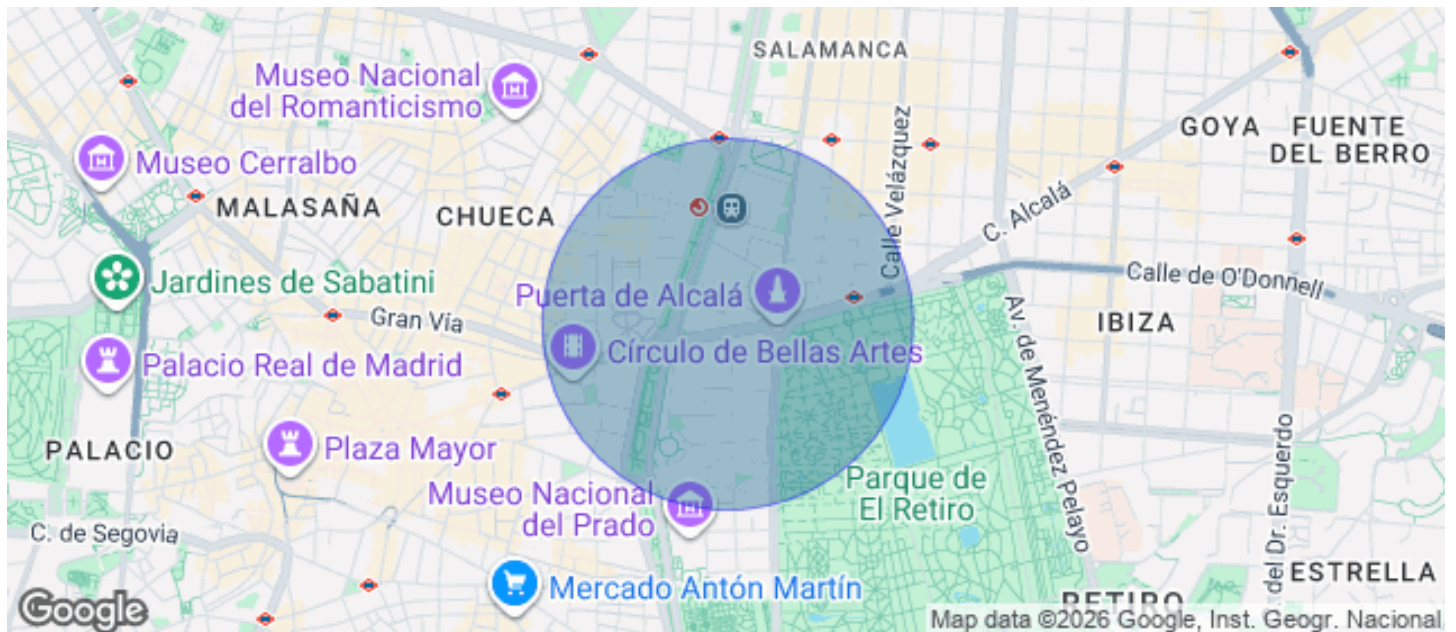 SALAMANCA
Museo Nacional
del Romanticismo
Calle Velázquez
GOYA
FUENTE
DEL BERRO
Museo Cerralbo
MALASAÑA
CHUECA
C. Alcalá
Jardines de Sabatini
Puerta de Alcalá
Calle de O'Donnell
Gran Vía
IBIZA
Palacio Real de Madrid
Círculo de Bellas Artes
Av. de Menéndez Pelayo
PALACIO
Plaza Mayor
Museo Nacional
del Prado
Parque de
El Retiro
C. de Segovia
del Dr. Esquerdo
ESTRELLA
Mercado Antón Martín
RETIRO
Google
Map data ©2026 Google, Inst. Geogr. Nacional